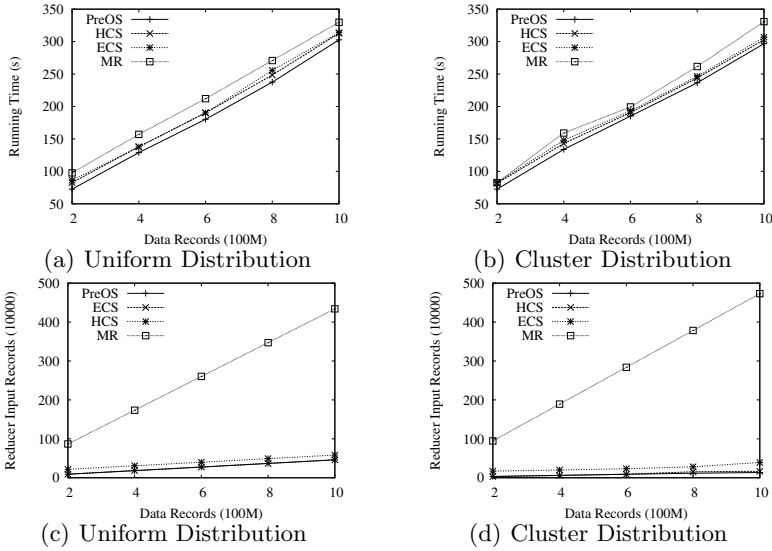 350
300
250
200
150
100
50
Running Time (s)
PreOS
HCS
ECS
MR
2 4 6 8 10
Data Records (100M)
(a) Uniform Distribution
350
300
250
200
150
100
50
Running Time (s)
PreOS
HCS
ECS
MR
2 4 6 8 10
Data Records (100M)
(b) Cluster Distribution
500
400
300
200
100
0
Reducer Input Records (10000)
PreOS
ECS
HCS
MR
2 4 6 8 10
Data Records (100M)
(c) Uniform Distribution
500
400
300
200
100
0
Reducer Input Records (10000)
PreOS
HCS
ECS
MR
2 4 6 8 10
Data Records (100M)
(d) Cluster Distribution